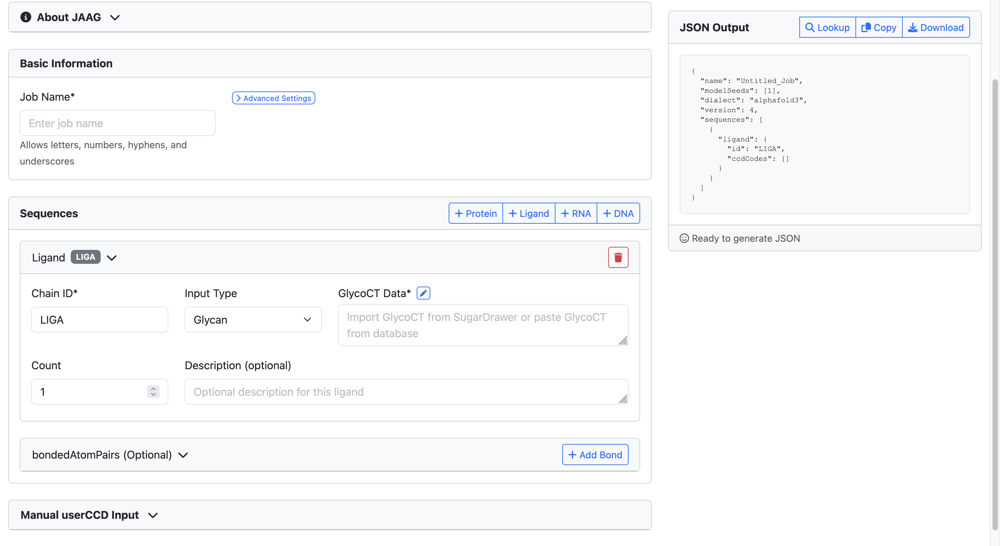 About JAAG
Basic Information
Job Name*
Advanced Settings
Enter job name
Allows letters, numbers, hyphens, and
underscores
Sequences
+ Protein
+ Ligand
+ RNA
+ DNA
Ligand LIGA
Chain ID*
Input Type
GlycoCT Data*
LIGA
Glycan
Import GlycoCT from SugarDrawer or paste GlycoCT
from database
Count
Description (optional)
1
Optional description for this ligand
bondedAtomPairs (Optional)
+ Add Bond
Manual userCCD Input
JSON Output
Lookup
Copy
Download
{
"name": "Untitled_Job",
"modelSeeds": [1],
"dialect": "alphafold3",
"version": 4,
"sequences": [
{
"ligand": {
"id": "LIGA",
"ccdCodes": []
}
}
]
}
Ready to generate JSON